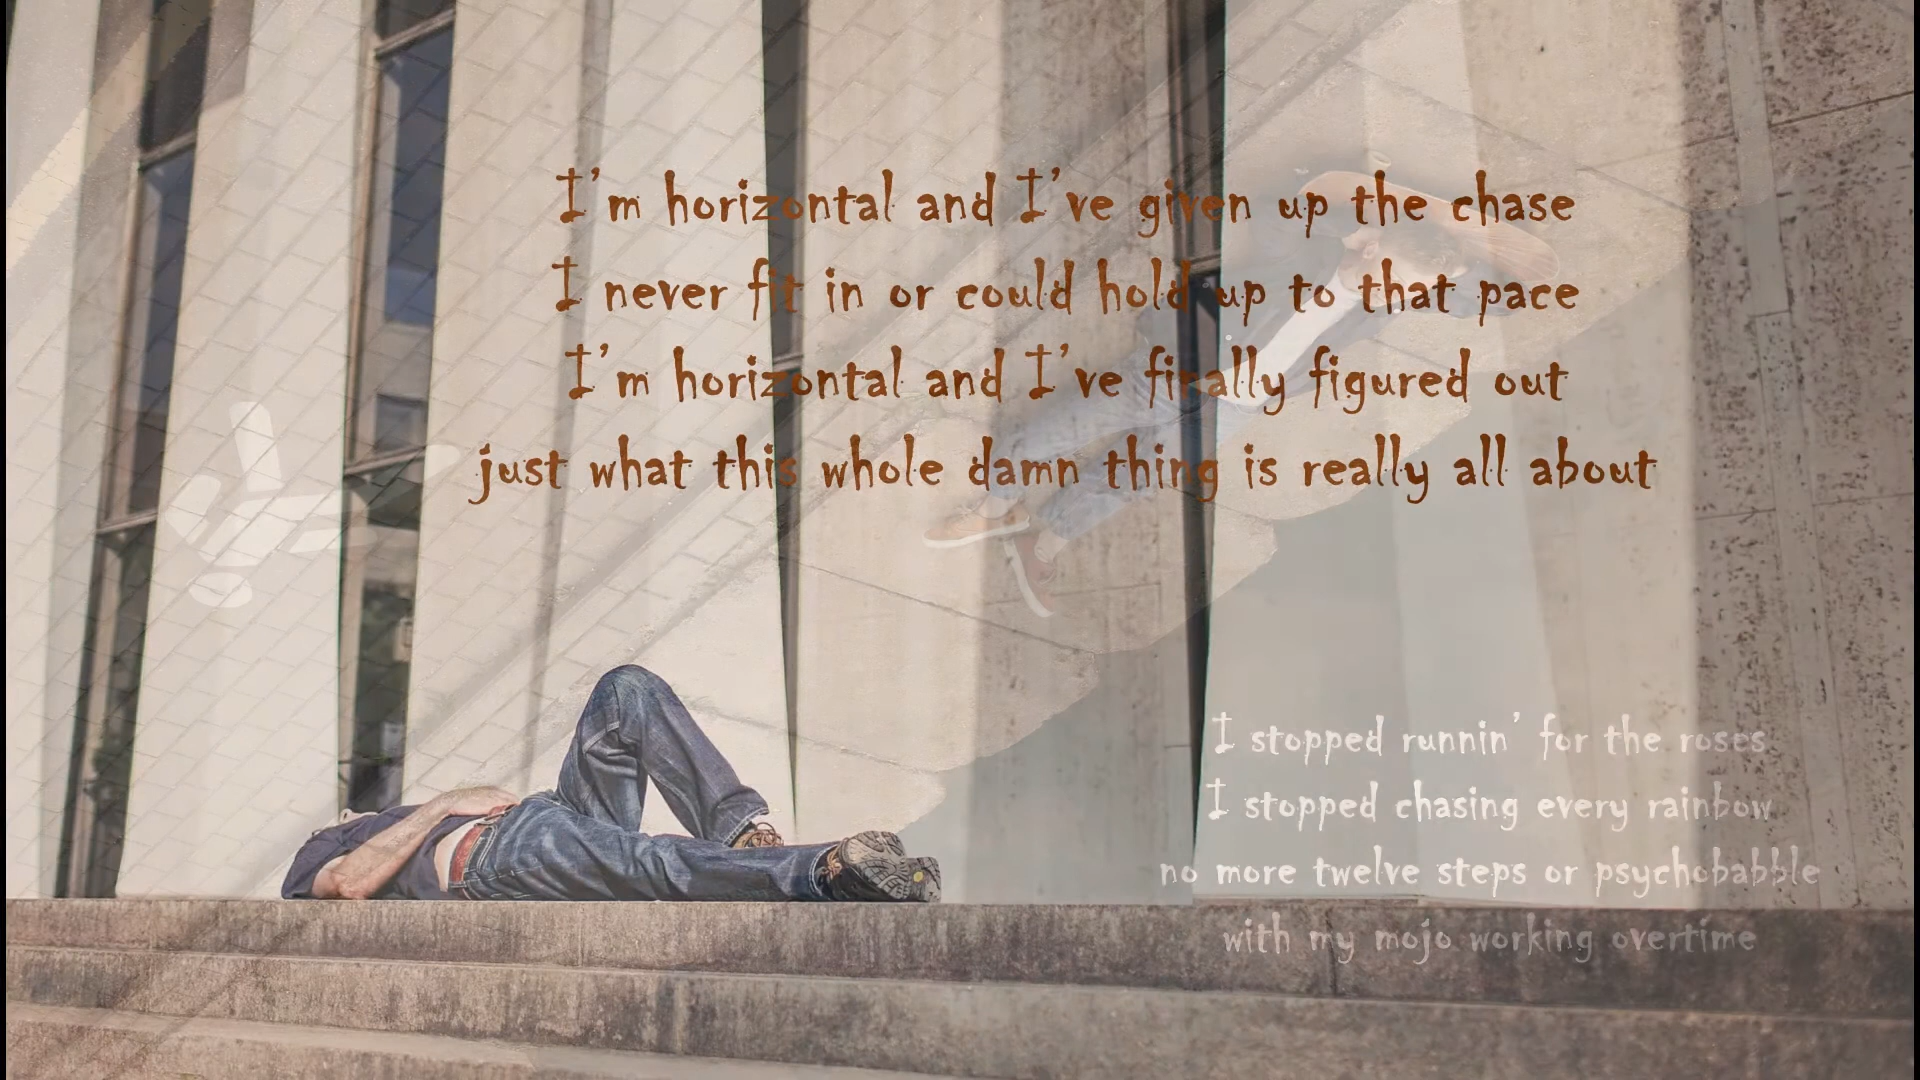 I'm horizontal and I've given up the chase
I never fit in or could hold up to that pace
I'm horizontal and I've finally figured out
just what this whole damn thing is really all about
I stopped runnin' for the roses
I stopped chasing every rainbow
no more twelve steps or psychobabble
with my mojo working overtime